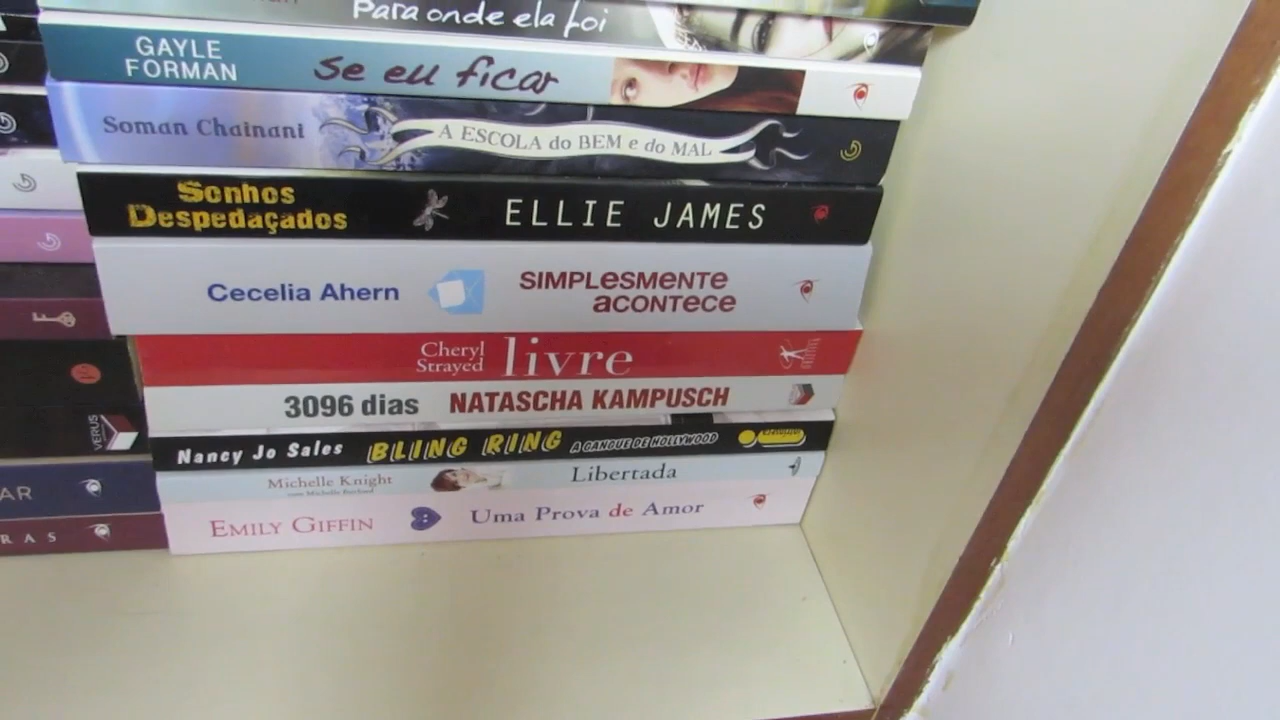 Para onde ela foi
GAYLE
FORMAN
se eu ficar
Soman Chainani
A ESCOLA do BEM e do MAL
Sonhos
Despedaçados
ELLIE JAMES
Cecelia Ahern
SIMPLESMENTE
aCONTECE
Cheryl
Strayed
livre
3096 dias
NATASCHA KAMPUSCH
VERUS
Nancy Jo Sales
BLING RING
A GANGUE DE HOLLYWOOD
Michelle Knight
Libertada
AR
EMILY GIFFIN
Uma Prova de Amor
RAS